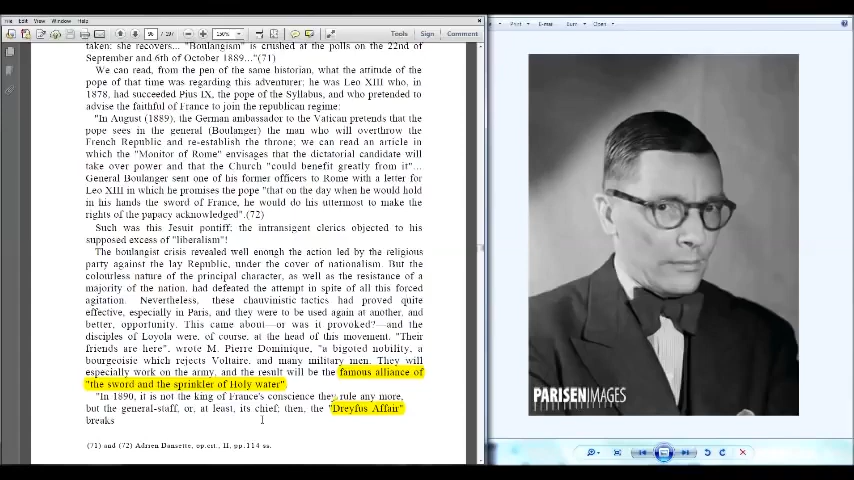 File Edit View Window Help
96 / 197
150%
Tools Sign Comment
Print E-mail Burn Open
taken: she recovers... "Boulangism" is crushed at the polls on the 22nd of
September and 6th of October 1889..."(71)
We can read, from the pen of the same historian, what the attitude of the
pope of that time was regarding this adventurer; he was Leo XIII who, in
1878, had succeeded Pius IX, the pope of the Syllabus, and who pretended to
advise the faithful of France to join the republican regime:
"In August (1889), the German ambassador to the Vatican pretends that the
pope sees in the general (Boulanger) the man who will overthrow the
French Republic and re-establish the throne; we can read an article in
which the "Monitor of Rome" envisages that the dictatorial candidate will
take over power and that the Church "could benefit greatly from it"...
General Boulanger sent one of his former officers to Rome with a letter for
Leo XIII in which he promises the pope "that on the day when he would hold
in his hands the sword of France, he would do his uttermost to make the
rights of the papacy acknowledged".(72)
Such was this Jesuit pontiff; the intransigent clerics objected to his
supposed excess of "liberalism"!
The boulangist crisis revealed well enough the action led by the religious
party against the lay Republic, under the cover of nationalism. But the
colourless nature of the principal character, as well as the resistance of a
majority of the nation, had defeated the attempt in spite of all this forced
agitation. Nevertheless, these chauvinistic tactics had proved quite
effective, especially in Paris, and they were to be used again at another, and
better, opportunity. This came about—or was it provoked?—and the
disciples of Loyola were, of course, at the head of this movement. "Their
friends are here", wrote M. Pierre Dominique, "a bigoted nobility, a
bourgeoisie which rejects Voltaire, and many military men. They will
especially work on the army, and the result will be the famous alliance of
"the sword and the sprinkler of Holy water".
"In 1890, it is not the king of France's conscience they rule any more,
but the general-staff, or, at least, its chief; then, the "Dreyfus Affair"
breaks
(71) and (72) Adrien Dansette, op.cit., II, pp.114 ss.
PARISENIMAGES